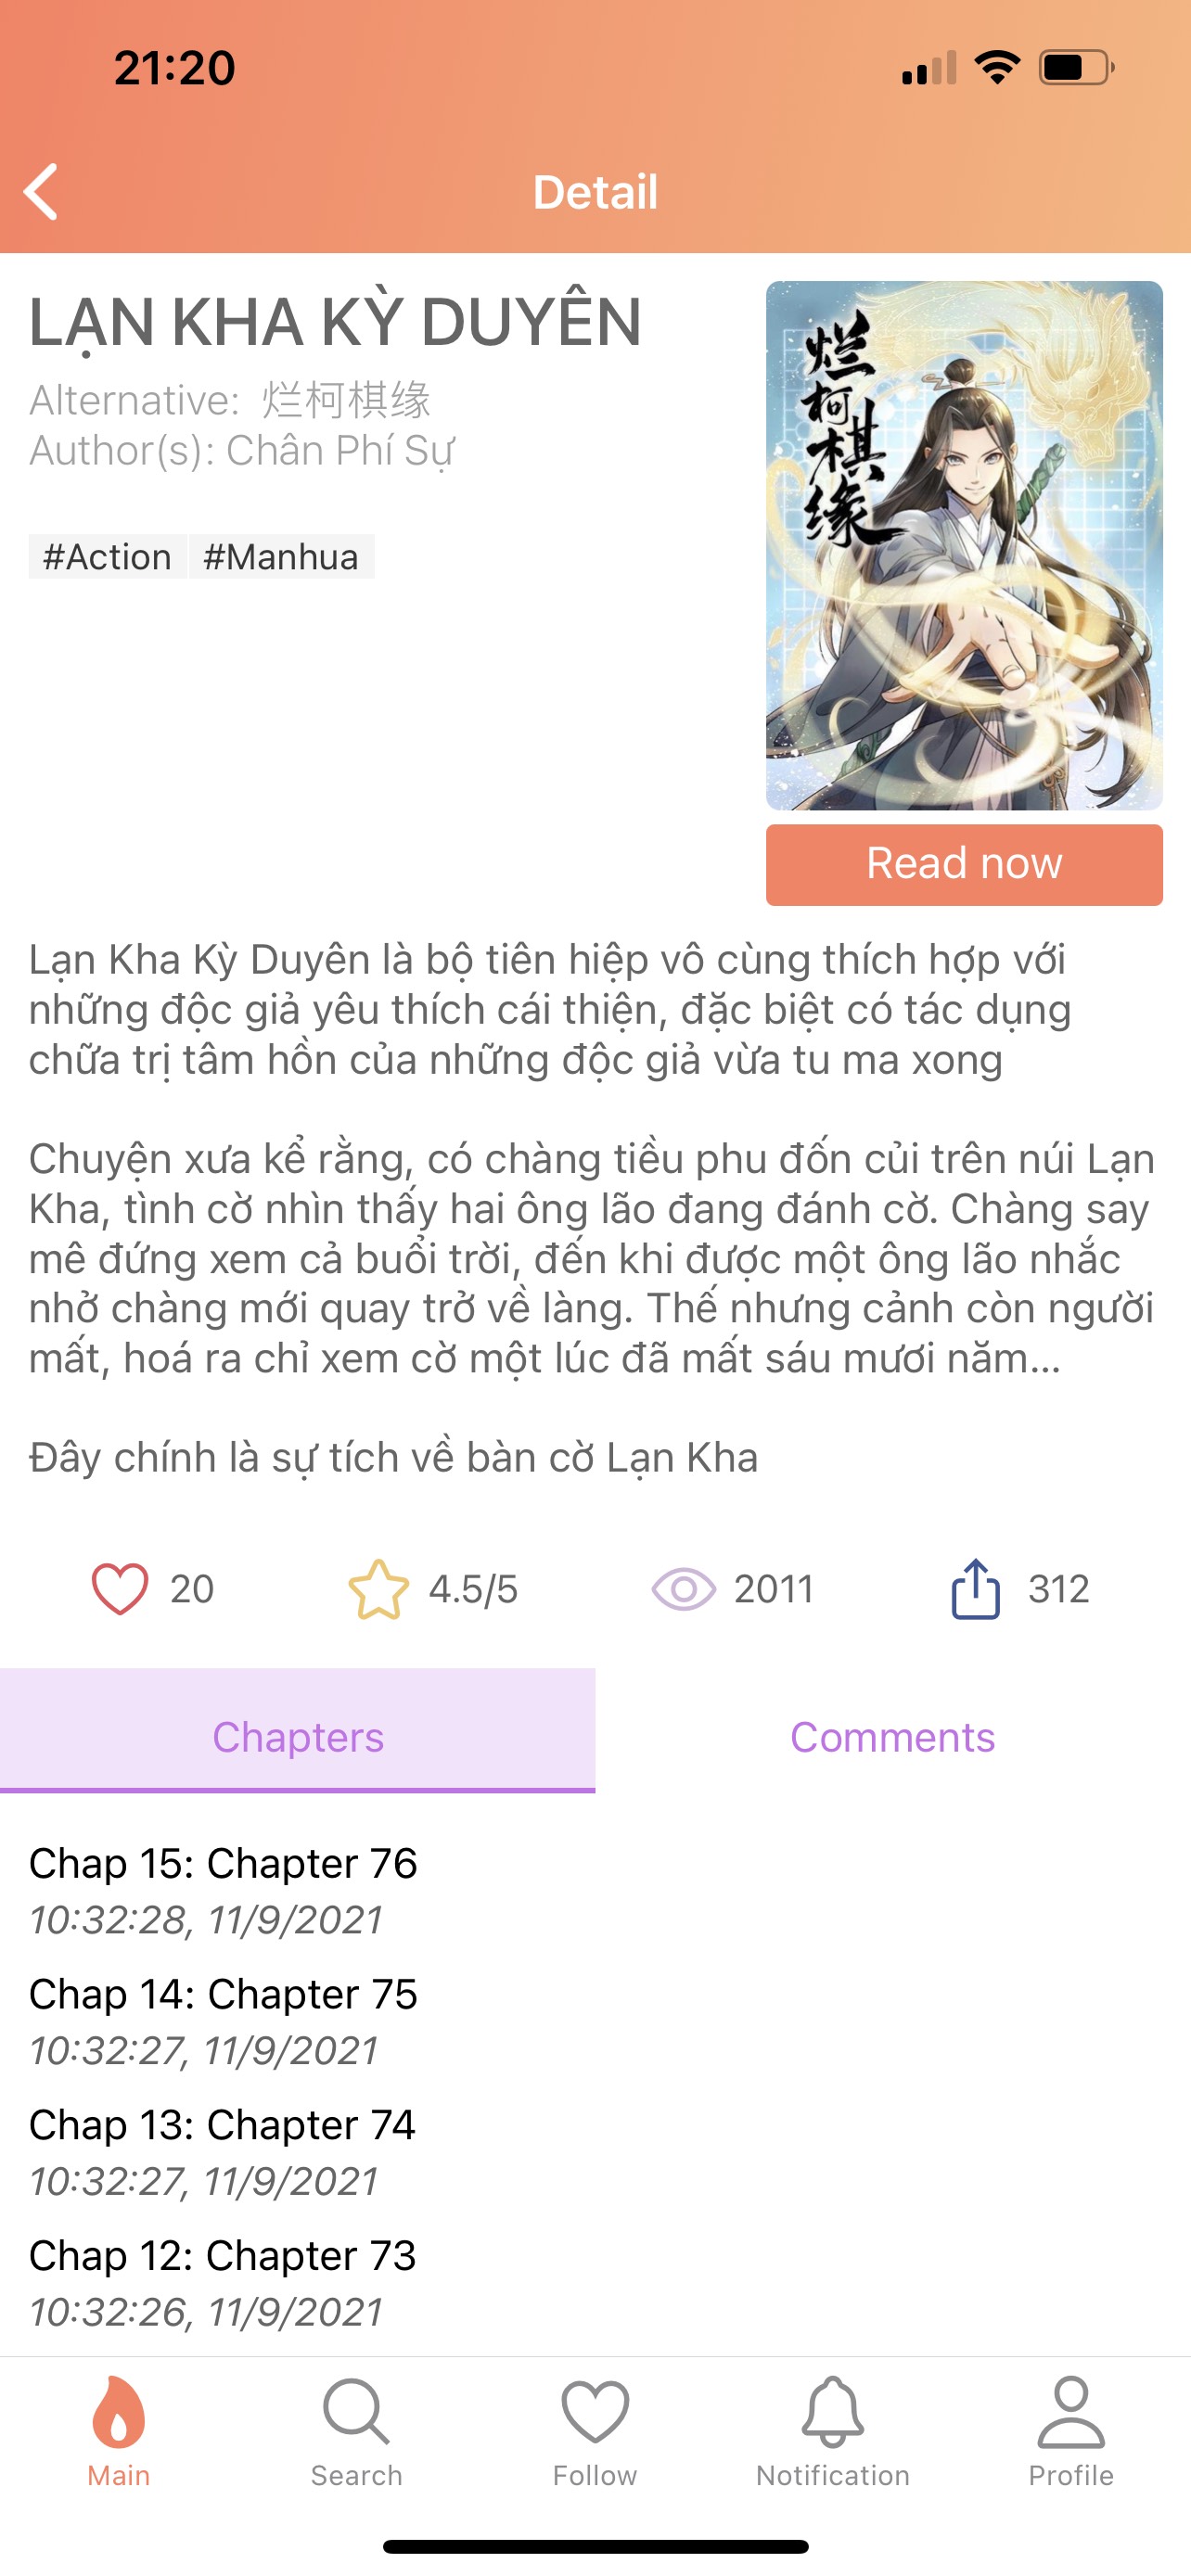 21:20
Detail
LẠN KHA KỲ DUYÊN
Alternative: 烂柯棋缘
Author(s): Chân Phí Sự
#Action #Manhua
烂柯棋缘
Read now
Lạn Kha Kỳ Duyên là bộ tiên hiệp vô cùng thích hợp với
những độc giả yêu thích cái thiện, đặc biệt có tác dụng
chữa trị tâm hồn của những độc giả vừa tu ma xong
Chuyện xưa kể rằng, có chàng tiều phu đốn củi trên núi Lạn
Kha, tình cờ nhìn thấy hai ông lão đang đánh cờ. Chàng say
mê đứng xem cả buổi trời, đến khi được một ông lão nhắc
nhở chàng mới quay trở về làng. Thế nhưng cảnh còn người
mất, hoá ra chỉ xem cờ một lúc đã mất sáu mươi năm...
Đây chính là sự tích về bàn cờ Lạn Kha
20 4.5/5 2011 312
Chapters Comments
Chap 15: Chapter 76
10:32:28, 11/9/2021
Chap 14: Chapter 75
10:32:27, 11/9/2021
Chap 13: Chapter 74
10:32:27, 11/9/2021
Chap 12: Chapter 73
10:32:26, 11/9/2021
Main Search Follow Notification Profile